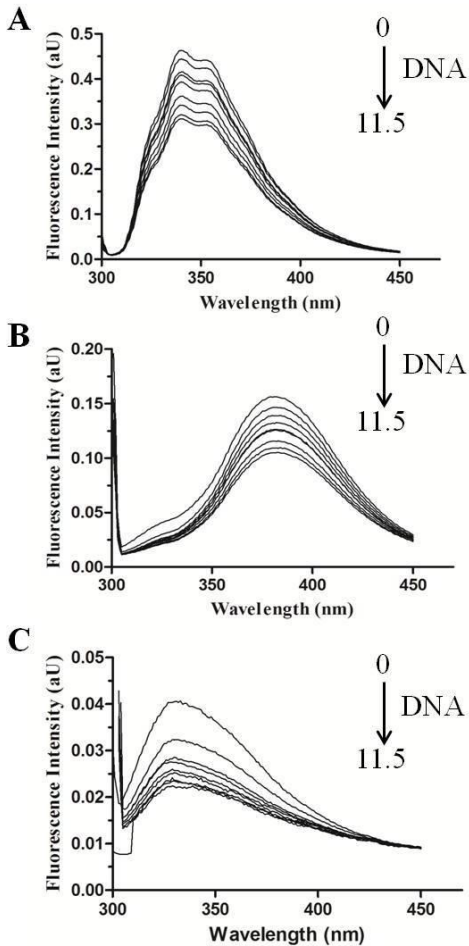 A
0
DNA
11.5
Fluorescence Intensity (aU)
0.5
0.4
0.3
0.2
0.1
0.0
300 350 400 450
Wavelength (nm)
B
0
DNA
11.5
Fluorescence Intensity (aU)
0.20
0.15
0.10
0.05
0.00
300 350 400 450
Wavelength (nm)
C
0
DNA
11.5
Fluorescence Intensity (aU)
0.05
0.04
0.03
0.02
0.01
0.00
300 350 400 450
Wavelength (nm)